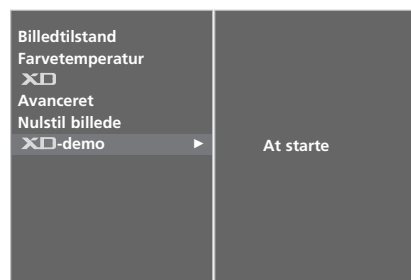 Billedtilstand
Farvetemperatur
XD
Avanceret
Nulstil billede
XD-demo ►
At starte